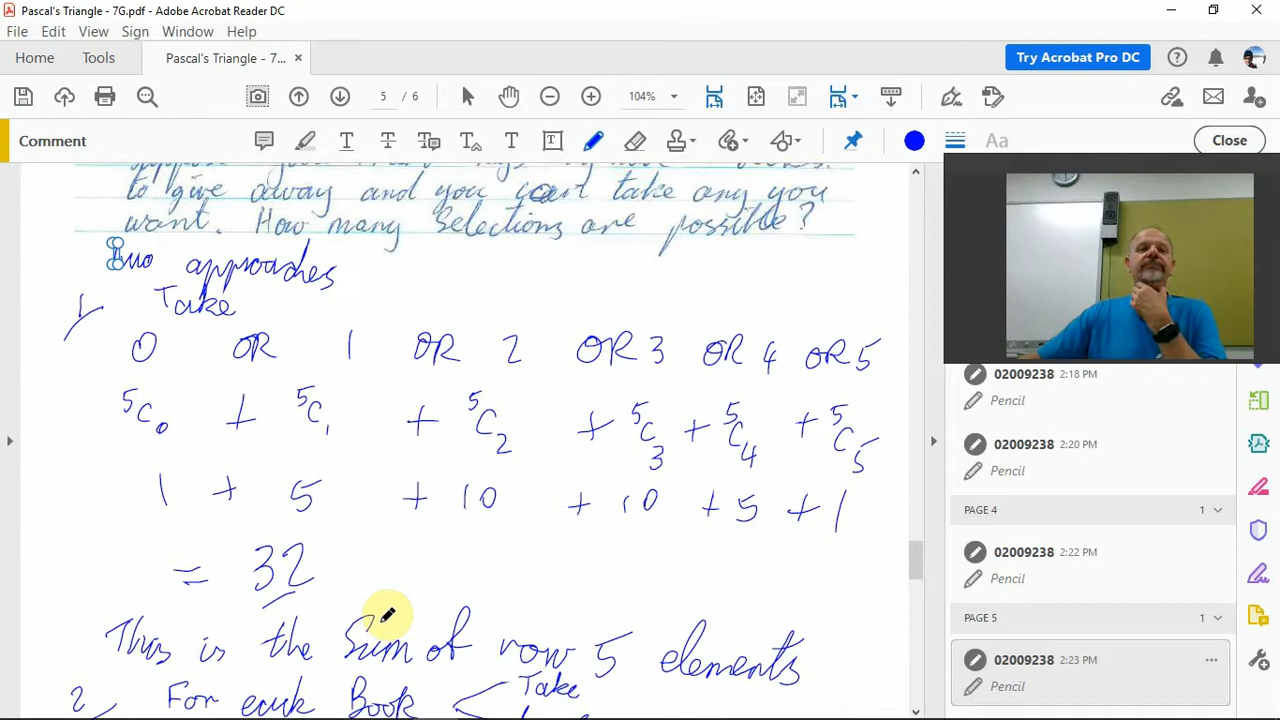 Pascal's Triangle - 7G.pdf - Adobe Acrobat Reader DC
File Edit View Sign Window Help
Home Tools Pascal's Triangle - 7... × Try Acrobat Pro DC
5 / 6 104%
Comment Close
to give away and you can't take any you
want. How many selections are possible?
Two approaches
1/ Take
0 OR 1 OR 2 OR 3 OR 4 OR 5
⁵C₀ + ⁵C₁ + ⁵C₂ + ⁵C₃ + ⁵C₄ + ⁵C₅
1 + 5 + 10 + 10 + 5 + 1
= 32
This is the Sum of row 5 elements
2/ For each Book < Take
02009238 2:18 PM
Pencil
02009238 2:20 PM
Pencil
PAGE 4 1
02009238 2:22 PM
Pencil
PAGE 5 1
02009238 2:23 PM
Pencil